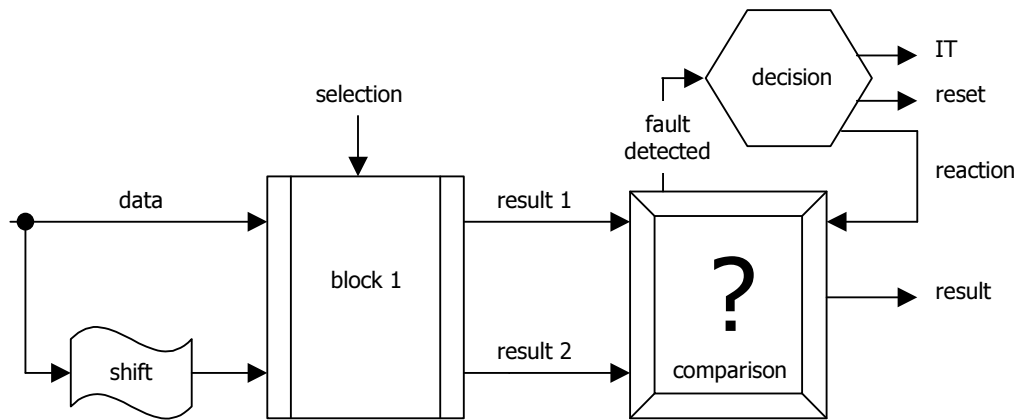 IT
decision
selection
reset
fault
detected
reaction
data
result 1
block 1
?
result
result 2
shift
comparison